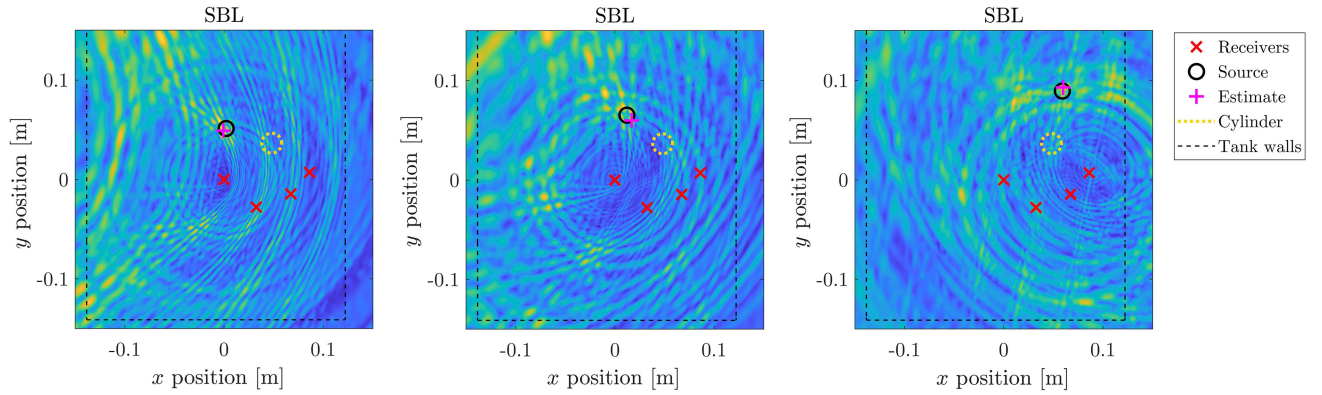 SBL
0.1
0
-0.1
y position [m]
-0.1
0
0.1
x position [m]
SBL
0.1
0
-0.1
y position [m]
-0.1
0
0.1
x position [m]
SBL
0.1
0
-0.1
y position [m]
-0.1
0
0.1
x position [m]
Receivers
Source
Estimate
Cylinder
Tank walls